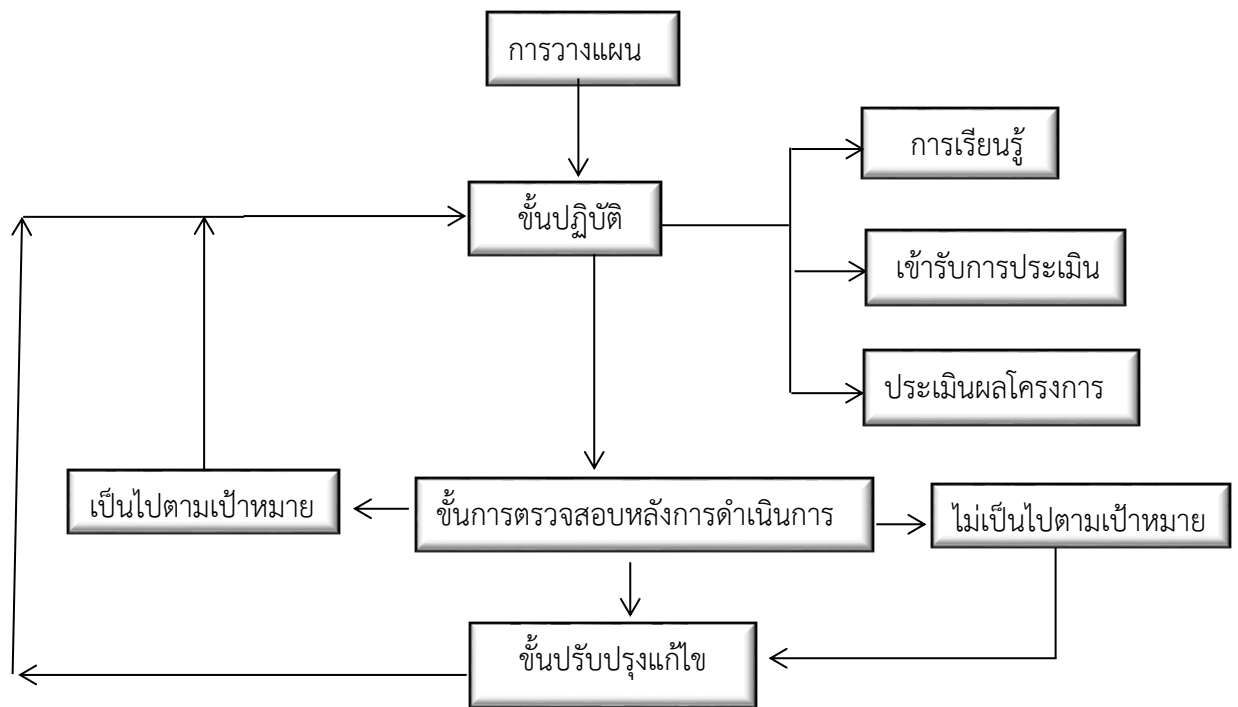 การวางแผน
การเรียนรู้
ขั้นปฏิบัติ
เข้ารับการประเมิน
ประเมินผลโครงการ
เป็นไปตามเป้าหมาย
ขั้นการตรวจสอบหลังการดำเนินการ
ไม่เป็นไปตามเป้าหมาย
ขั้นปรับปรุงแก้ไข